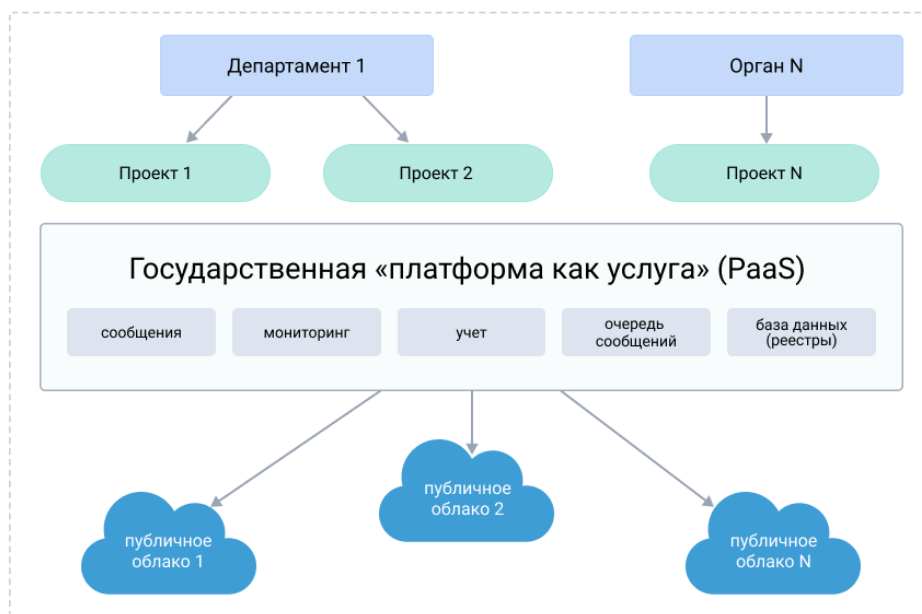 Департамент 1
Орган N
Проект 1
Проект 2
Проект N
Государственная «платформа как услуга» (PaaS)
сообщения
мониторинг
учет
очередь
сообщений
база данных
(реестры)
публичное
облако 1
публичное
облако 2
публичное
облако N